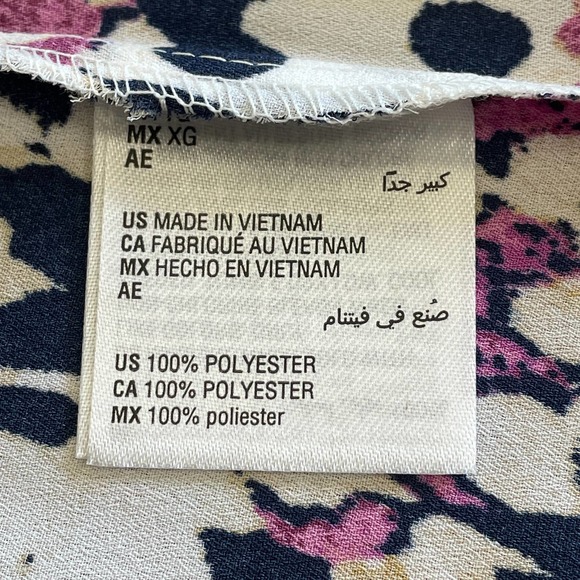 MX XG
AE
كبير جدًا
US MADE IN VIETNAM
CA FABRIQUÉ AU VIETNAM
MX HECHO EN VIETNAM
AE
صُنع في فيتنام
US 100% POLYESTER
CA 100% POLYESTER
MX 100% poliester